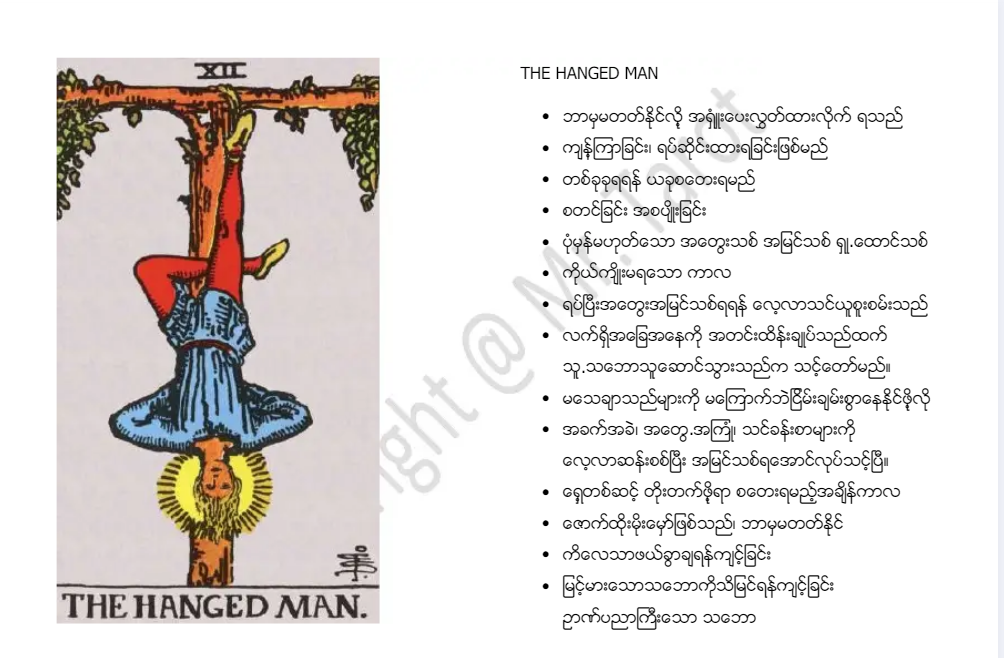 XII
THE HANGED MAN.
THE HANGED MAN
• ဘာမှမတတ်နိုင်လို့ အရှုံးပေးလွှတ်ထားလိုက် ရသည်
• ကျန့်ကြာခြင်း၊ ရပ်ဆိုင်းထားရခြင်းဖြစ်မည်
• တစ်ခုခုရရန် ယခုစတေးရမည်
• စတင်ခြင်း အစပျိုးခြင်း
• ပုံမှန်မဟုတ်သော အတွေးသစ် အမြင်သစ် ရှု.ထောင်သစ်
• ကိုယ်ကျိုးမရသော ကာလ
• ရပ်ပြီးအတွေးအမြင်သစ်ရရန် လေ့လာသင်ယူစူးစမ်းသည်
• လက်ရှိအခြေအနေကို အတင်းထိန်းချုပ်သည်ထက်
သူ.သဘောသူဆောင်သွားသည်က သင့်တော်မည်။
• မသေချာသည်များကို မကြောက်ဘဲငြိမ်းချမ်းစွာနေနိုင်ဖို့လို
• အခက်အခဲ၊ အတွေ.အကြုံ၊ သင်ခန်းစာများကို
လေ့လာဆန်းစစ်ပြီး အမြင်သစ်ရအောင်လုပ်သင့်ပြီ။
• ရှေ့တစ်ဆင့် တိုးတက်ဖို့ရာ စတေးရမည့်အချိန်ကာလ
• ဇောက်ထိုးမိုးမျှော်ဖြစ်သည်၊ ဘာမှမတတ်နိုင်
• ကိလေသာဖယ်ခွာချရန်ကျင့်ခြင်း
• မြင့်မားသောသဘောကိုသိမြင်ရန်ကျင့်ခြင်း
ဉာဏ်ပညာကြီးသော သဘော
ight @ Mr. Tarot